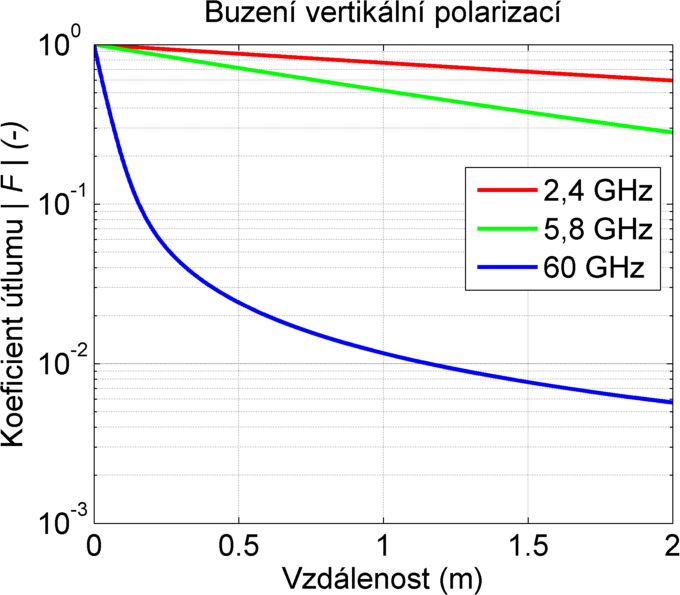 Buzení vertikální polarizací
Koeficient útlumu | F | (-)
10^0
10^-1
10^-2
10^-3
2,4 GHz
5,8 GHz
60 GHz
0
0.5
1
1.5
2
Vzdálenost (m)